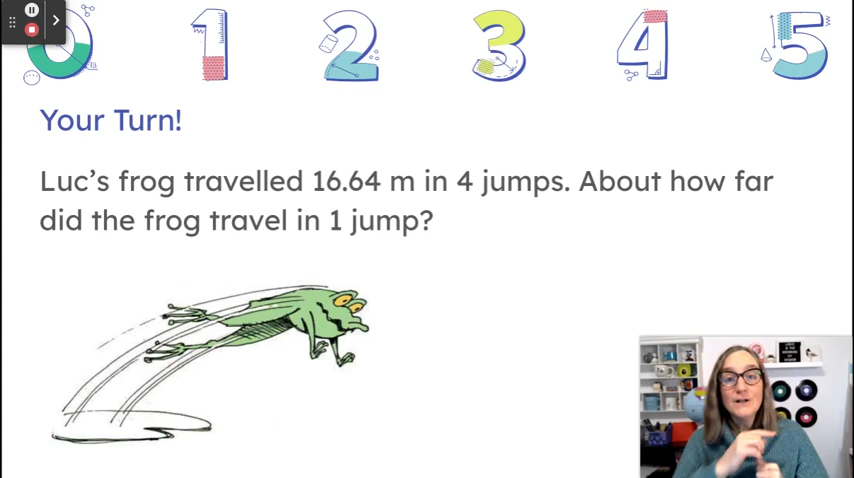 0 1 2 3 4 5
Your Turn!
Luc's frog travelled 16.64 m in 4 jumps. About how far
did the frog travel in 1 jump?